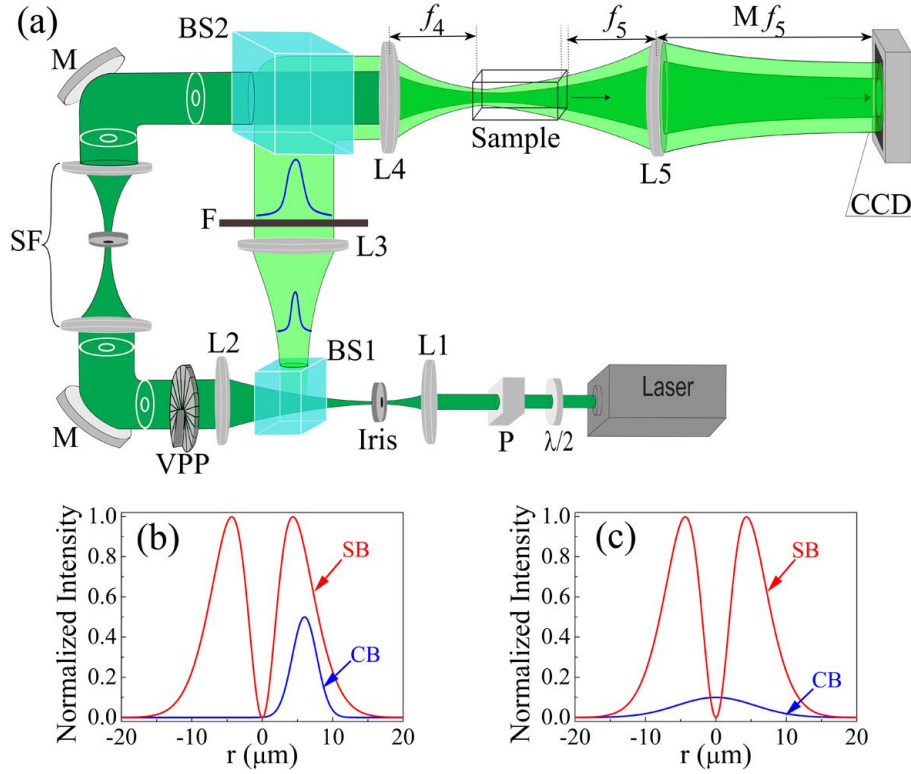 (a)
M
BS2
f4
f5
M f5
Sample
L4
L5
CCD
SF
F
L3
L2
BS1
L1
Laser
M
VPP
Iris
P
λ/2
Normalized Intensity
1.0
0.8
0.6
0.4
0.2
0.0
(b)
SB
CB
-20
-10
0
10
20
r (μm)
Normalized Intensity
1.0
0.8
0.6
0.4
0.2
0.0
(c)
SB
CB
-20
-10
0
10
20
r (μm)